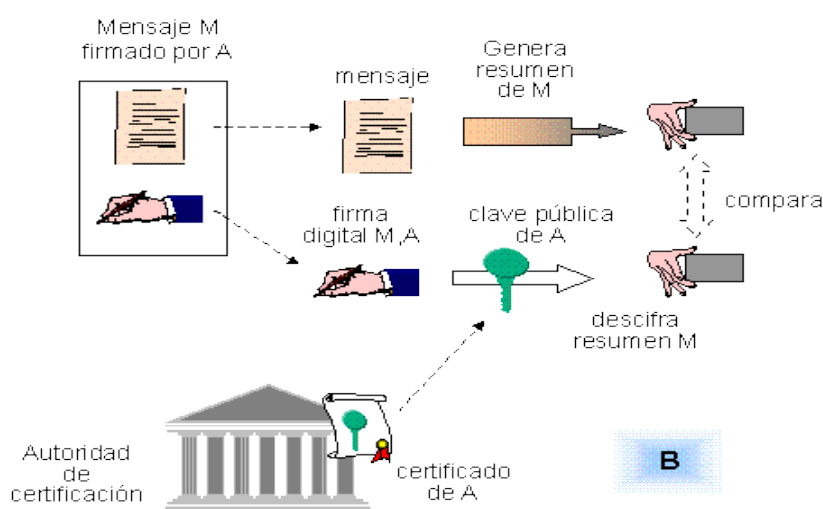 Mensaje M
firmado por A
mensaje
Genera
resumen
de M
compara
firma
digital M,A
clave pública
de A
descifra
resumen M
Autoridad
de
certificación
certificado
de A
B